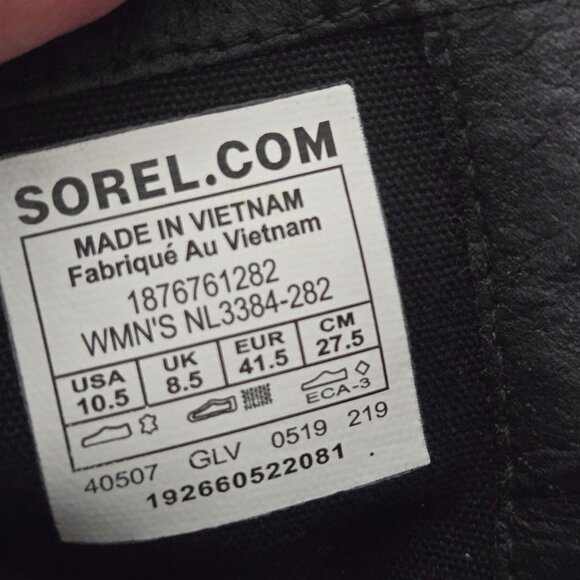 SOREL.COM
MADE IN VIETNAM
Fabriqué Au Vietnam
1876761282
WMN'S NL3384-282
USA UK EUR CM
10.5 8.5 41.5 27.5
ECA-3
40507 GLV 0519 219
192660522081 .